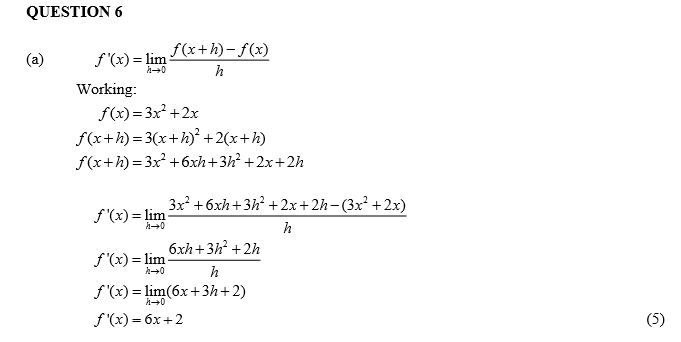 QUESTION 6
(a) f'(x) = lim h→0 f(x+h) − f(x) / h
Working:
f(x) = 3x² + 2x
f(x+h) = 3(x+h)² + 2(x+h)
f(x+h) = 3x² + 6xh + 3h² + 2x + 2h
f'(x) = lim h→0 3x² + 6xh + 3h² + 2x + 2h − (3x² + 2x) / h
f'(x) = lim h→0 6xh + 3h² + 2h / h
f'(x) = lim h→0 (6x + 3h + 2)
f'(x) = 6x + 2 (5)